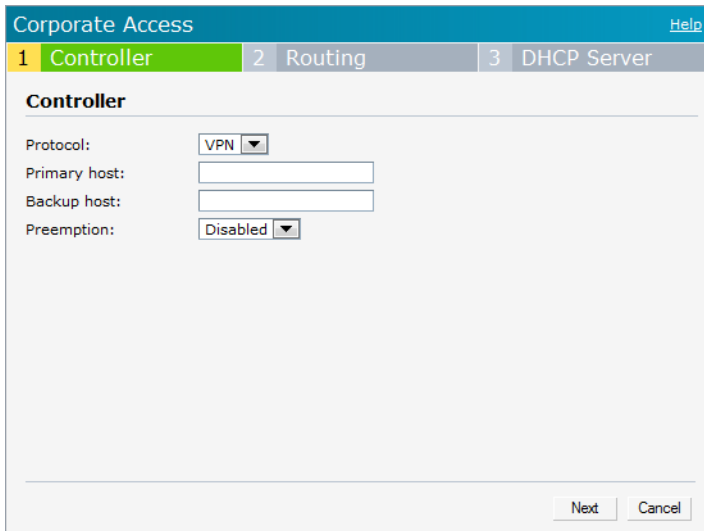 Corporate Access Help
1 Controller 2 Routing 3 DHCP Server
Controller
Protocol: VPN
Primary host:
Backup host:
Preemption: Disabled
Next Cancel